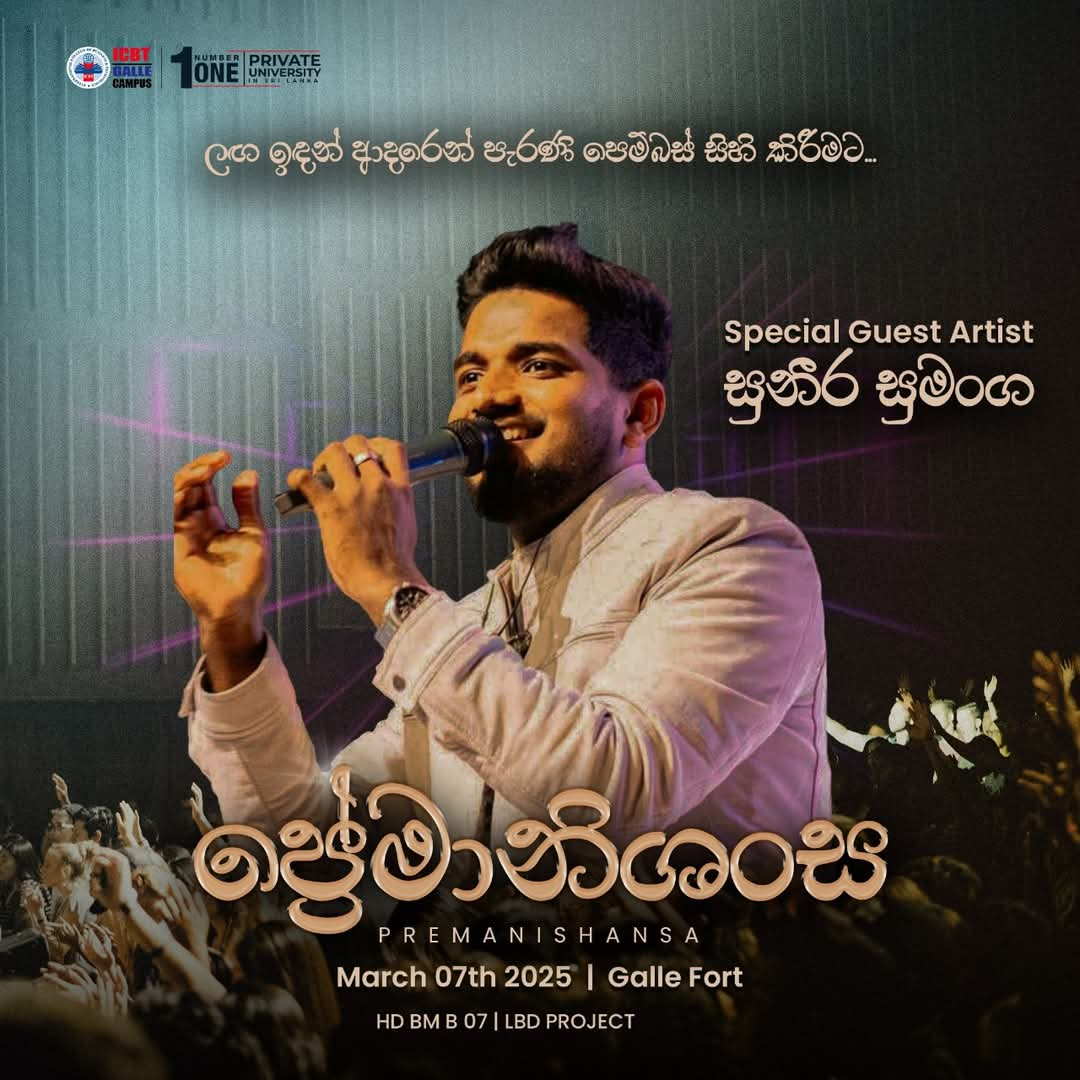 ICBT
GALLE
CAMPUS
1 NUMBER ONE
PRIVATE
UNIVERSITY
IN SRI LANKA
ලඟ ඉඳන් ආදරෙන් පැරණි පෙම්බස් සිහි කිරීමට...
Special Guest Artist
සුනීර සුමංග
ප්‍රේමානිශංස
PREMANISHANSA
March 07th 2025 | Galle Fort
HD BM B 07 | LBD PROJECT